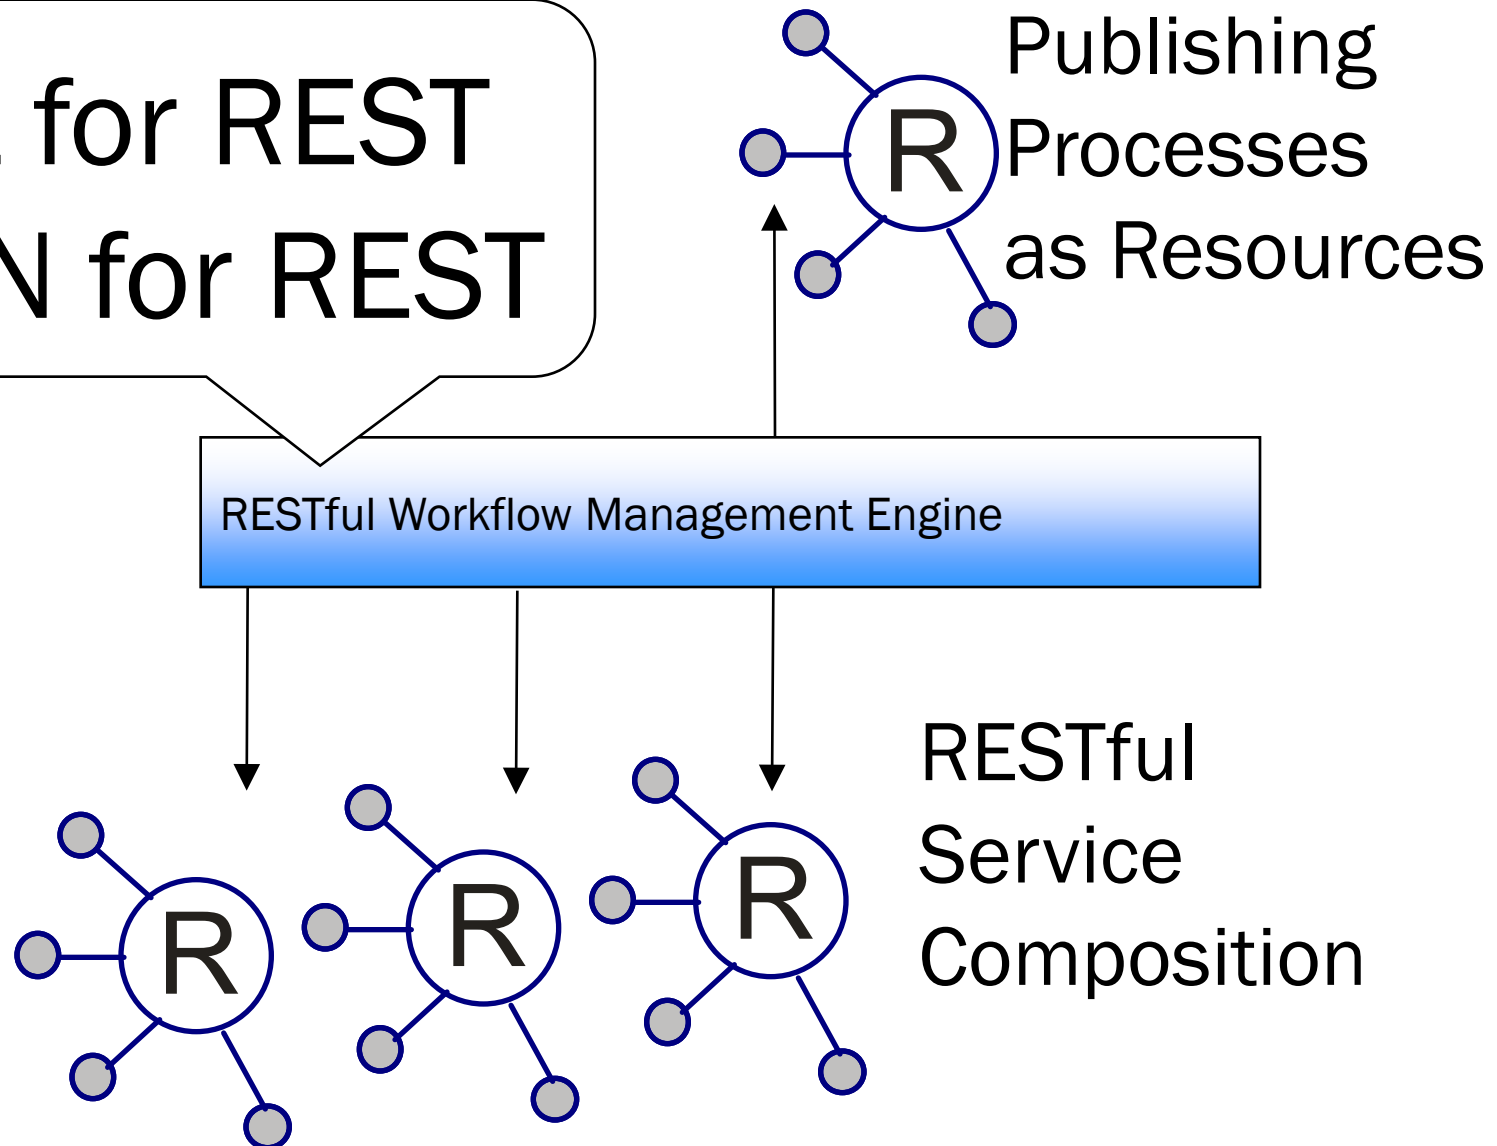 for REST
N for REST
R
Publishing
Processes
as Resources
RESTful Workflow Management Engine
R
R
R
RESTful
Service
Composition